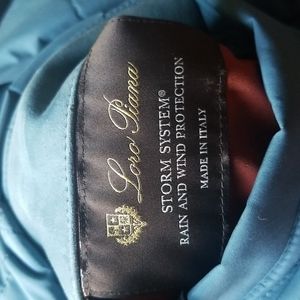 Loro Piana
STORM SYSTEM®
RAIN AND WIND PROTECTION
MADE IN ITALY